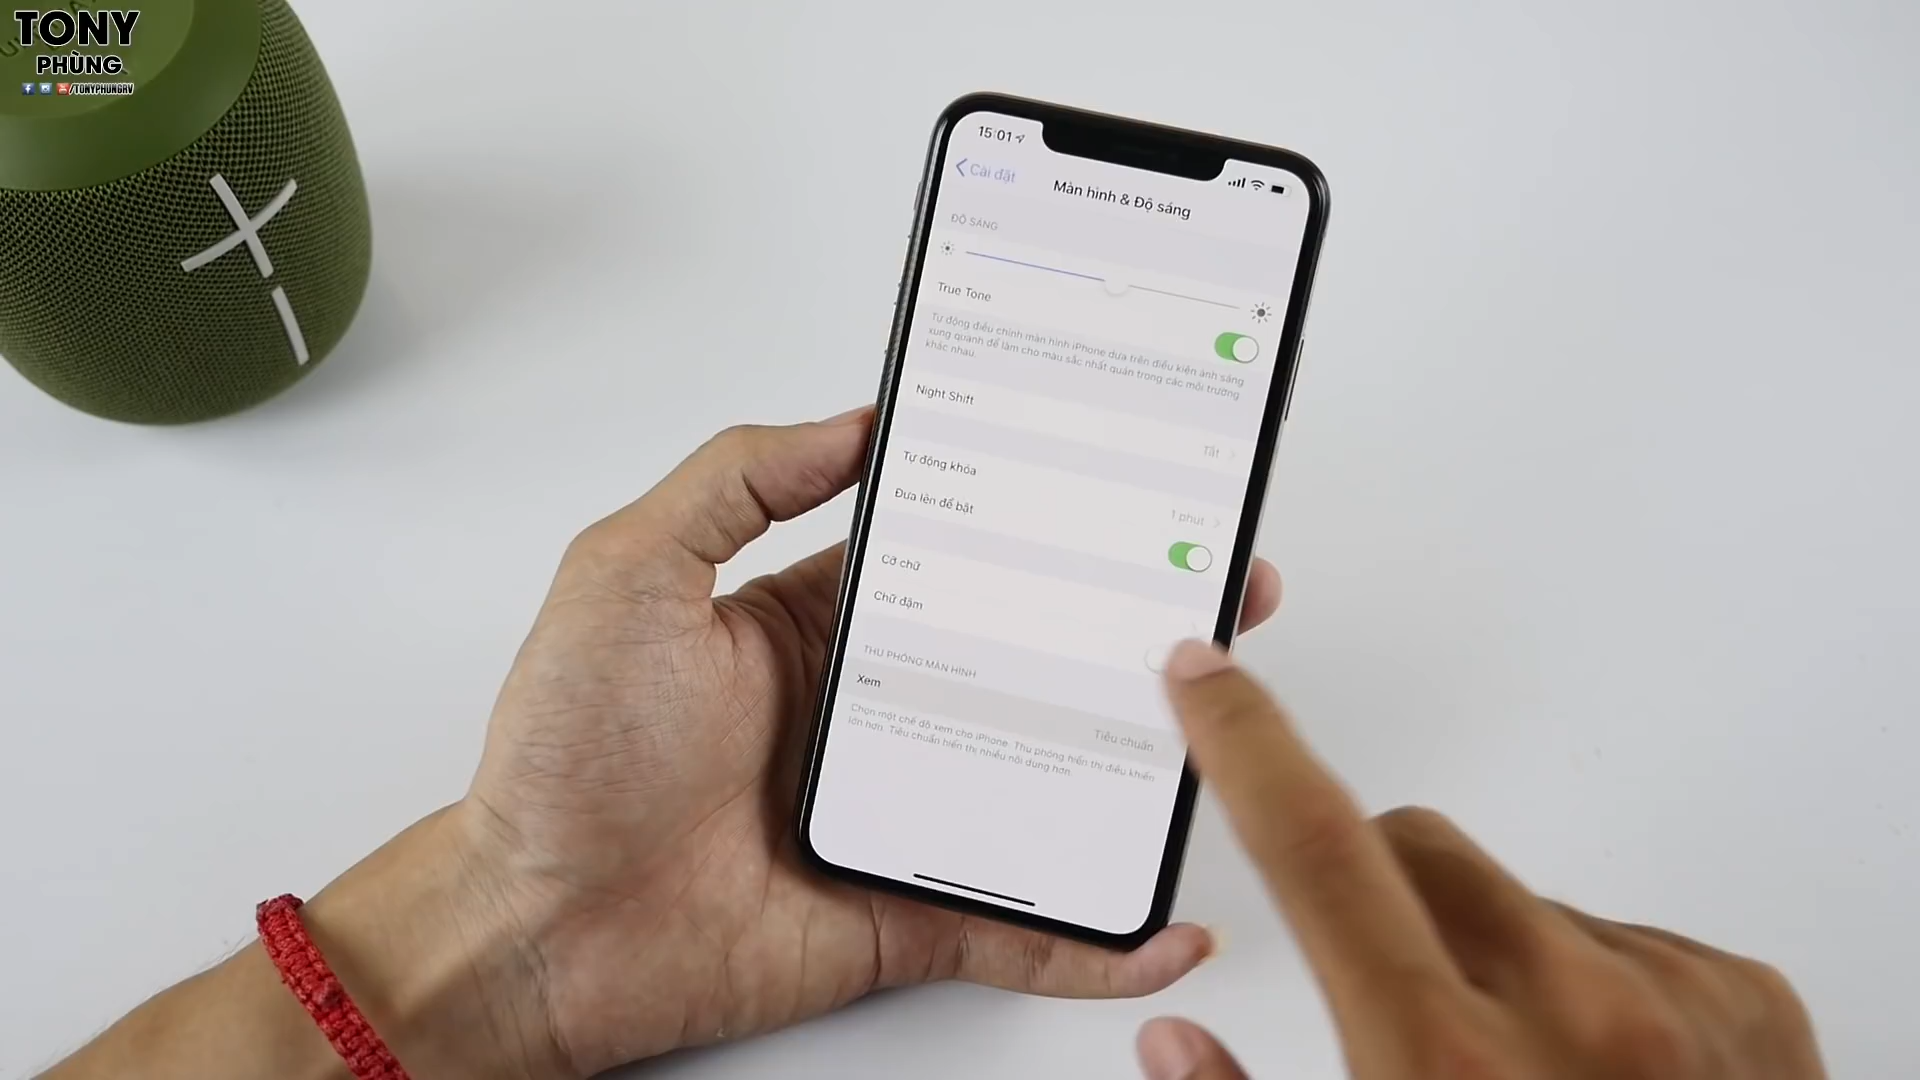 TONY
PHÙNG
/TONYPHUNGRV
15:01
Cài đặt
Màn hình & Độ sáng
ĐỘ SÁNG
True Tone
Tự động điều chỉnh màn hình iPhone dựa trên điều kiện ánh sáng
xung quanh để làm cho màu sắc nhất quán trong các môi trường
khác nhau.
Night Shift
Tắt
Tự động khóa
1 phút
Đưa lên để bật
Cỡ chữ
Chữ đậm
THU PHÓNG MÀN HÌNH
Xem
Tiêu chuẩn
Chọn một chế độ xem cho iPhone. Thu phóng hiển thị điều khiển
lớn hơn. Tiêu chuẩn hiển thị nhiều nội dung hơn.